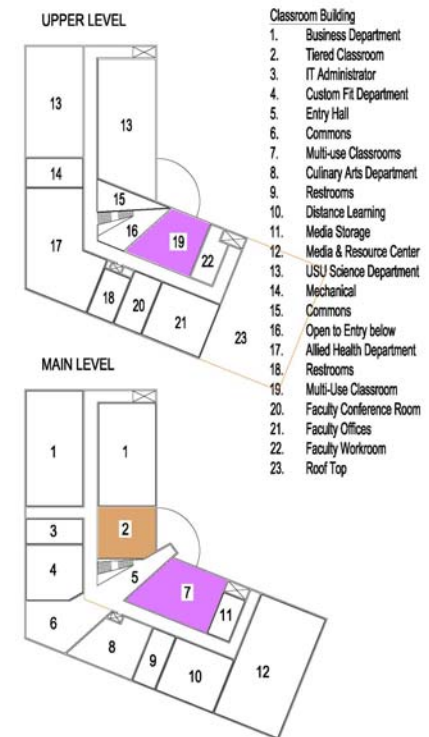 UPPER LEVEL
13
13
14
15
16
19
17
22
18
20
21
23
MAIN LEVEL
1
1
2
3
4
5
7
6
11
8
9
10
12
Classroom Building
1. Business Department
2. Tiered Classroom
3. IT Administrator
4. Custom Fit Department
5. Entry Hall
6. Commons
7. Multi-use Classrooms
8. Culinary Arts Department
9. Restrooms
10. Distance Learning
11. Media Storage
12. Media & Resource Center
13. USU Science Department
14. Mechanical
15. Commons
16. Open to Entry below
17. Allied Health Department
18. Restrooms
19. Multi-Use Classroom
20. Faculty Conference Room
21. Faculty Offices
22. Faculty Workroom
23. Roof Top